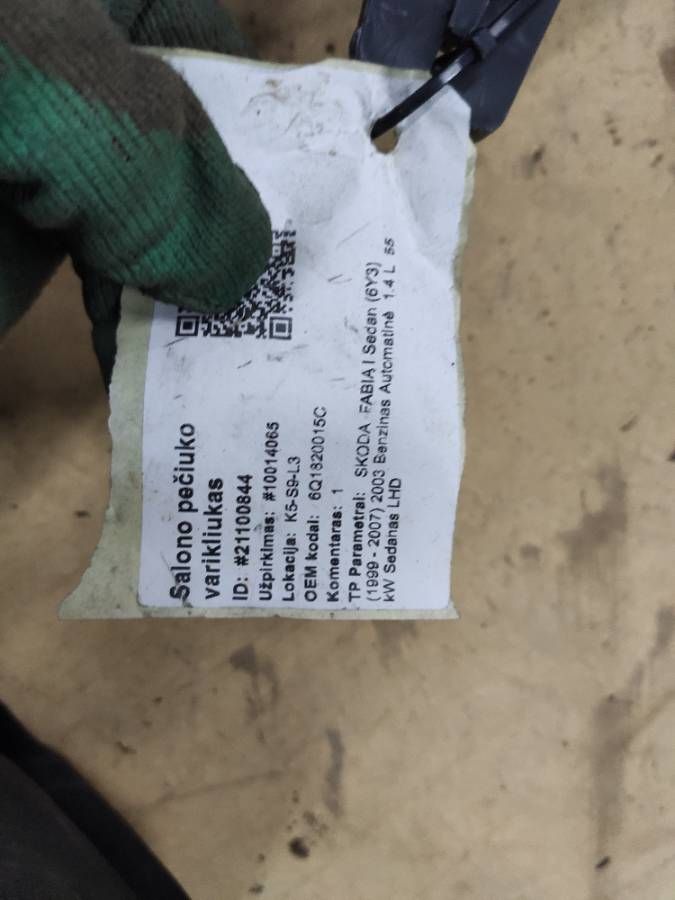 Salono pečiuko
varikliukas
ID: #21100844
Užpirkimas: #10014065
Lokacija: K5-S9-L3
OEM kodai: 6Q1820015C
Komentaras: 1
TP Parametrai: SKODA FABIA I Sedan (6Y3)
(1999 - 2007) 2003 Benzinas Automatinė 1.4 L 55
kW Sedanas LHD